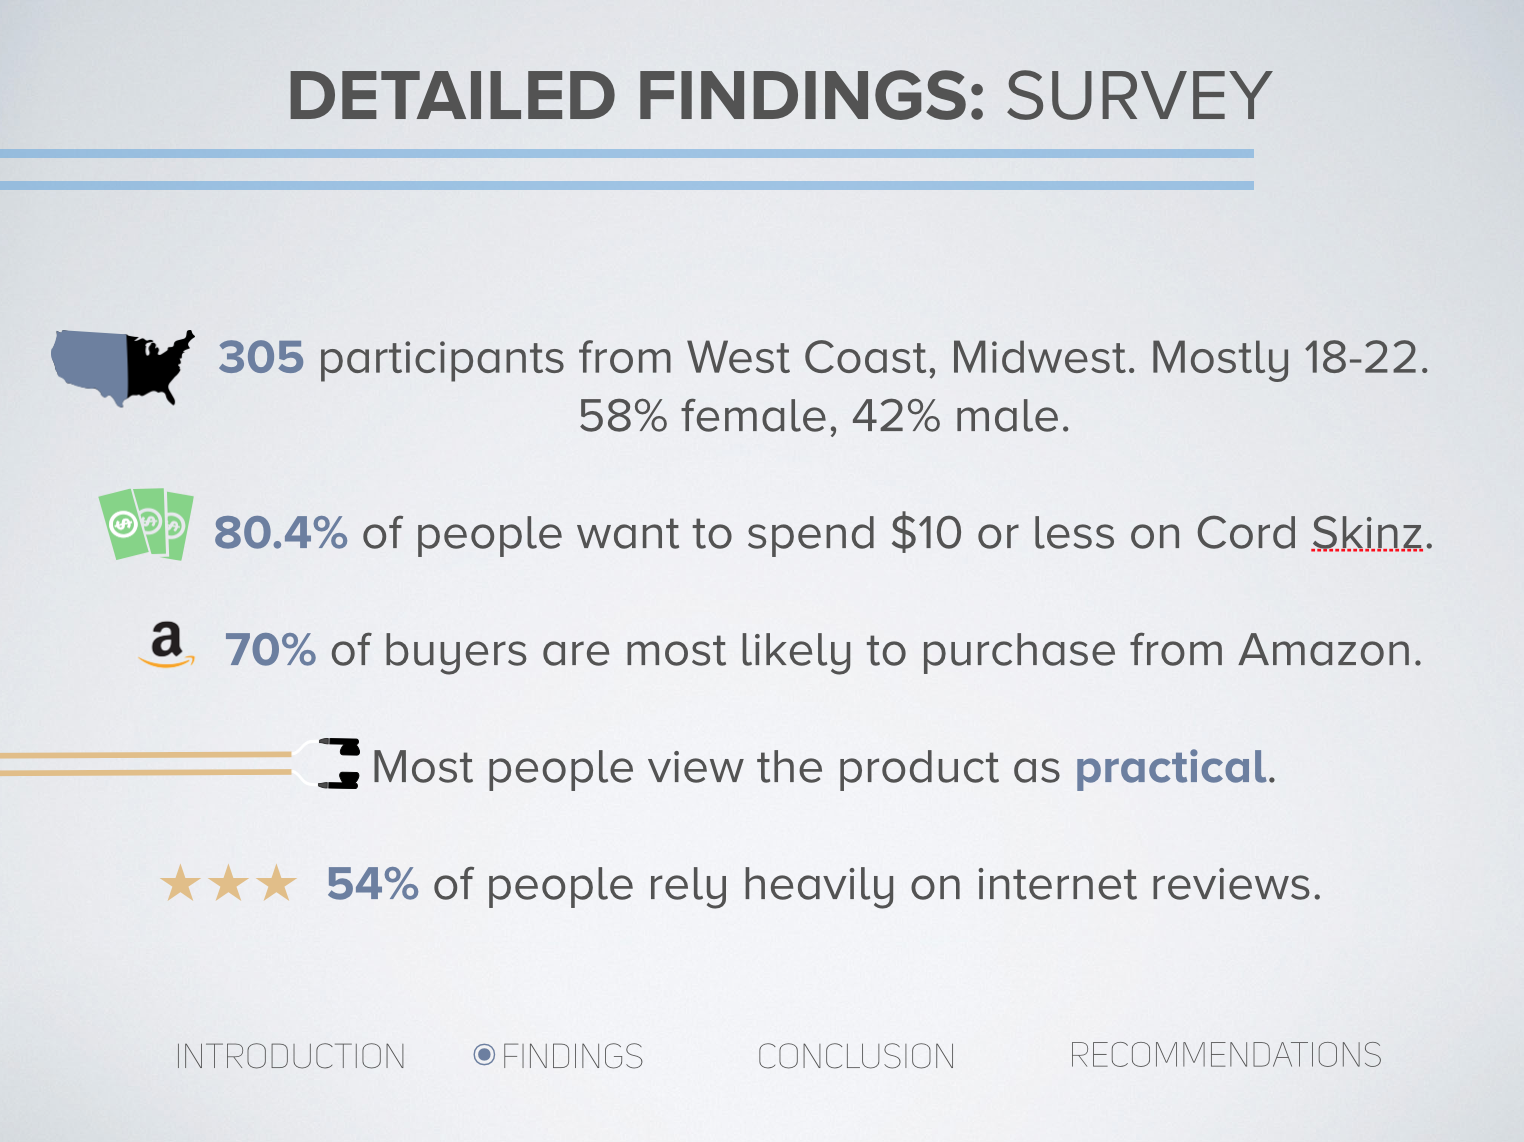 DETAILED FINDINGS: SURVEY
305 participants from West Coast, Midwest. Mostly 18-22.
58% female, 42% male.
80.4% of people want to spend $10 or less on Cord Skinz.
a 70% of buyers are most likely to purchase from Amazon.
Most people view the product as practical.
54% of people rely heavily on internet reviews.
INTRODUCTION FINDINGS CONCLUSION RECOMMENDATIONS